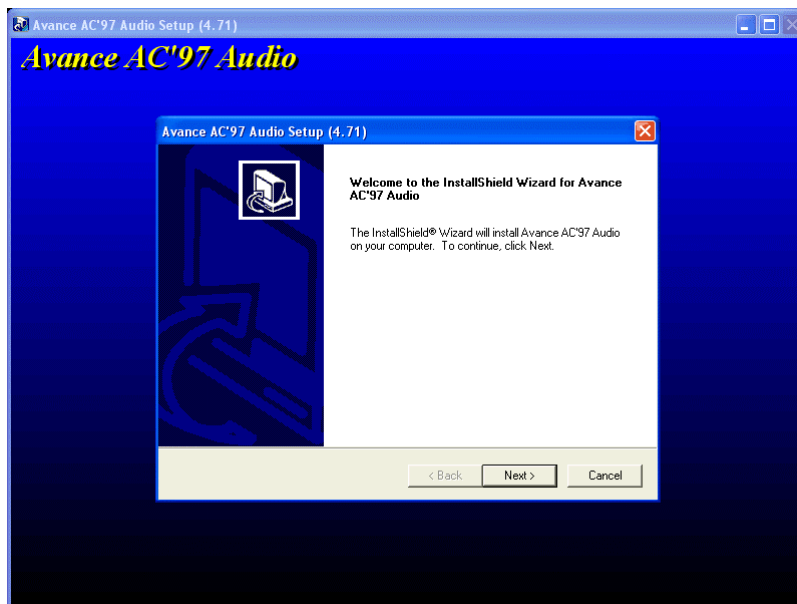 Avance AC'97 Audio Setup (4.71)
Avance AC'97 Audio
Avance AC'97 Audio Setup (4.71)
Welcome to the InstallShield Wizard for Avance
AC'97 Audio
The InstallShield® Wizard will install Avance AC'97 Audio
on your computer. To continue, click Next.
< Back
Next >
Cancel